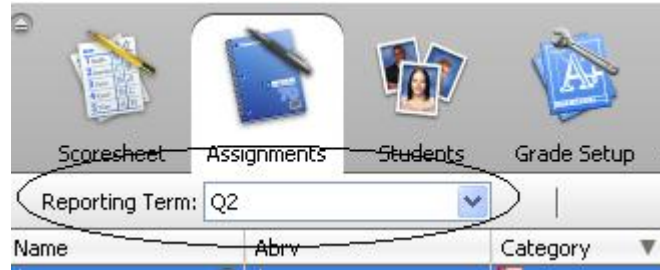 Scoresheet Assignments Students Grade Setup
Reporting Term: Q2
Name Abrv Category